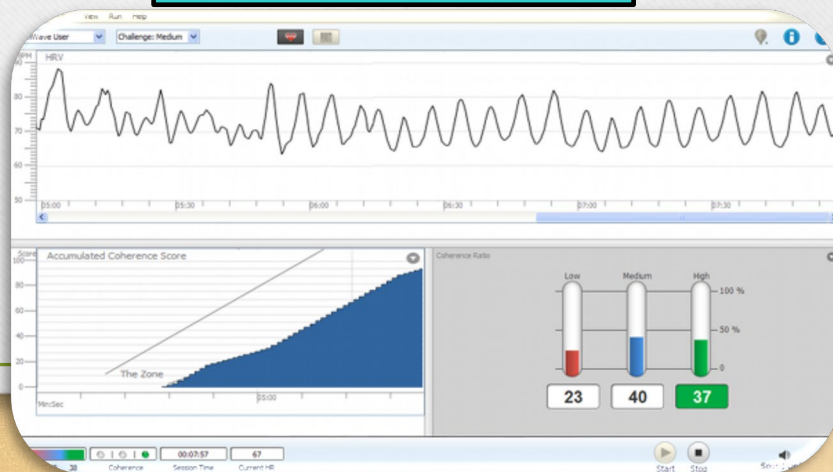 View Run Help
User Challenge: Medium
HRV
80
70
60
50
05:00 05:30 06:00 06:30 07:00 07:30
Score
Accumulated Coherence Score
Coherence Ratio
100
80
60
40
20
0
The Zone
05:00
Min:Sec
Low Medium High
100 %
50 %
0
23 40 37
38 Coherence
00:07:57
Session Time
67
Current HR
Start Stop